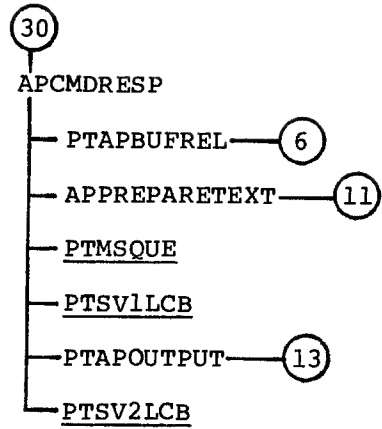 30
APCMDRESP
PTAPBUFREL 6
APPREPARETEXT 11
PTMSQUE
PTSV1LCB
PTAPOUTPUT 13
PTSV2LCB